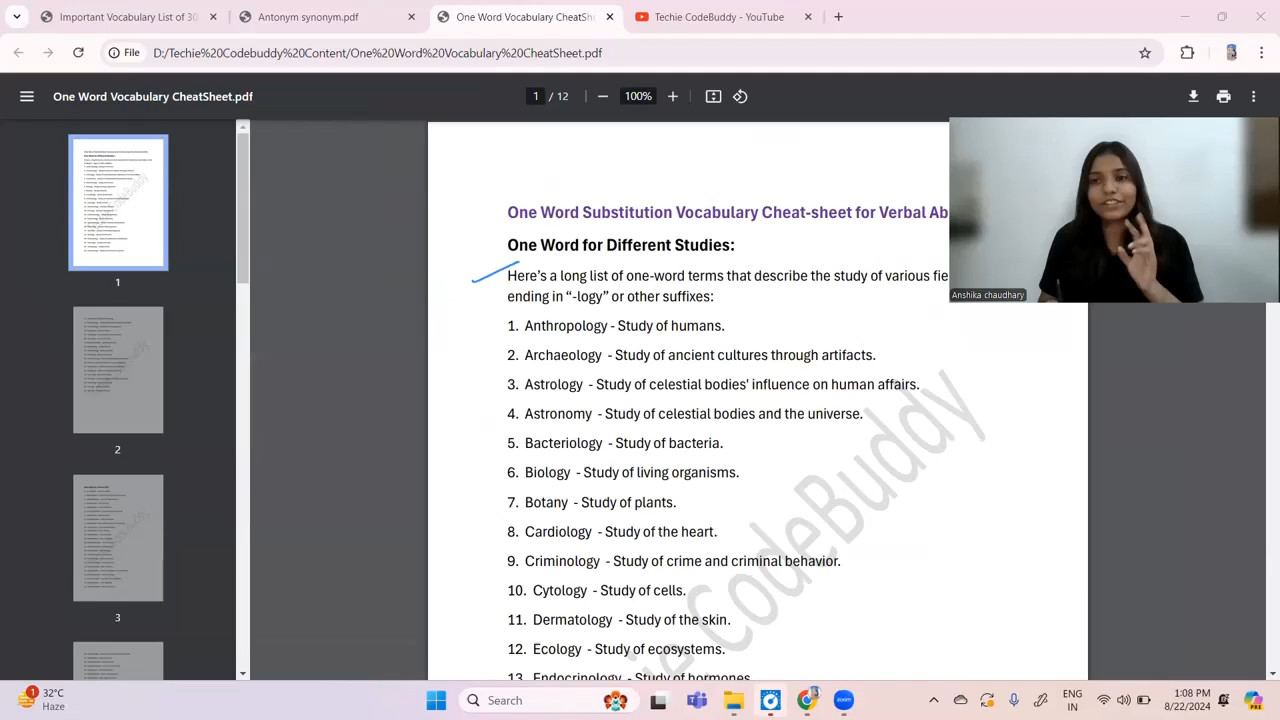 Important Vocabulary List of 30
Antonym synonym.pdf
One Word Vocabulary CheatSh
Techie CodeBuddy - YouTube
File
D:/Techie%20Codebuddy%20Content/One%20Word%20Vocabulary%20CheatSheet.pdf
One Word Vocabulary CheatSheet.pdf
1 / 12
100%
1
2
3
One Word Substitution Vocabulary Cheat-sheet for Verbal Ab
One Word for Different Studies:
Here's a long list of one-word terms that describe the study of various fie
ending in “-logy” or other suffixes:
1. Anthropology - Study of humans.
2. Archaeology - Study of ancient cultures through artifacts.
3. Astrology - Study of celestial bodies' influence on human affairs.
4. Astronomy - Study of celestial bodies and the universe.
5. Bacteriology - Study of bacteria.
6. Biology - Study of living organisms.
7. Botany - Study of plants.
8. Cardiology - Study of the heart.
9. Criminology - Study of crime and criminal behavior.
10. Cytology - Study of cells.
11. Dermatology - Study of the skin.
12. Ecology - Study of ecosystems.
13. Endocrinology - Study of hormones.
CodeBuddy
Anshika chaudhary
1
32°C
Haze
Search
ENG
IN
1:08 PM
8/22/2024